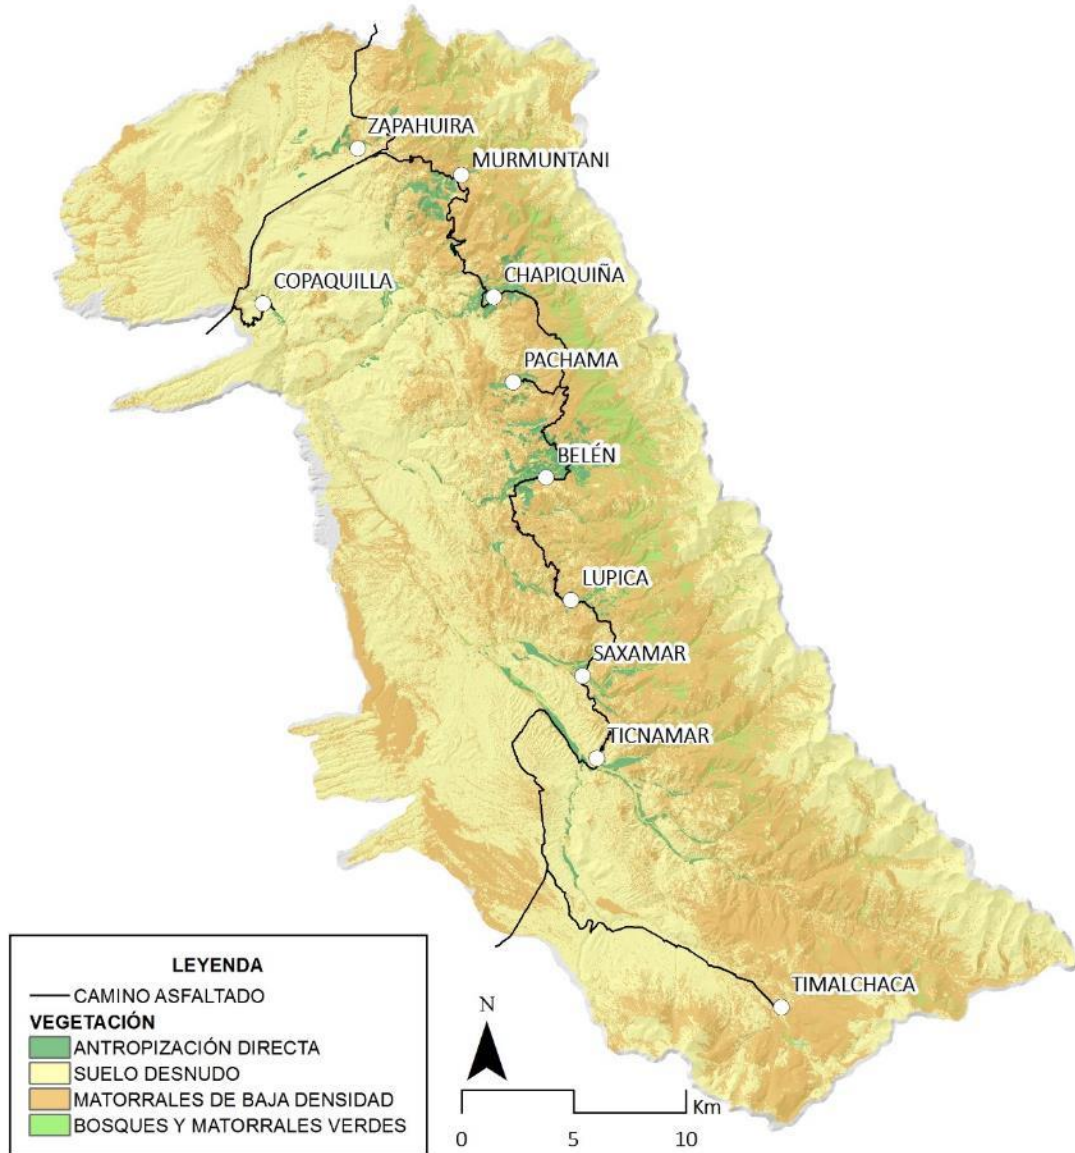 ZAPAHUIRA
MURMUNTANI
COPAQUILLA
CHAPIQUIÑA
PACHAMA
BELÉN
LUPICA
SAXAMAR
TICNAMAR
TIMALCHACA
LEYENDA
CAMINO ASFALTADO
VEGETACIÓN
ANTROPIZACIÓN DIRECTA
SUELO DESNUDO
MATORRALES DE BAJA DENSIDAD
BOSQUES Y MATORRALES VERDES
N
Km
0 5 10